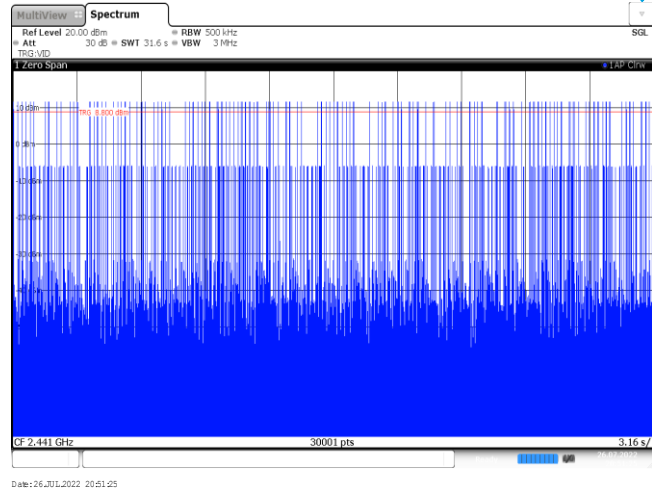 MultiView Spectrum
Ref Level 20.00 dBm RBW 500 kHz SGL
Att 30 dB SWT 31.6 s VBW 3 MHz
TRG:VID
1 Zero Span 1AP Clrw
10 dBm
TRG 8.800 dBm
0 dBm
-10 dBm
-20 dBm
-30 dBm
CF 2.441 GHz 30001 pts 3.16 s/
Date:26.JUL.2022 20:51:25